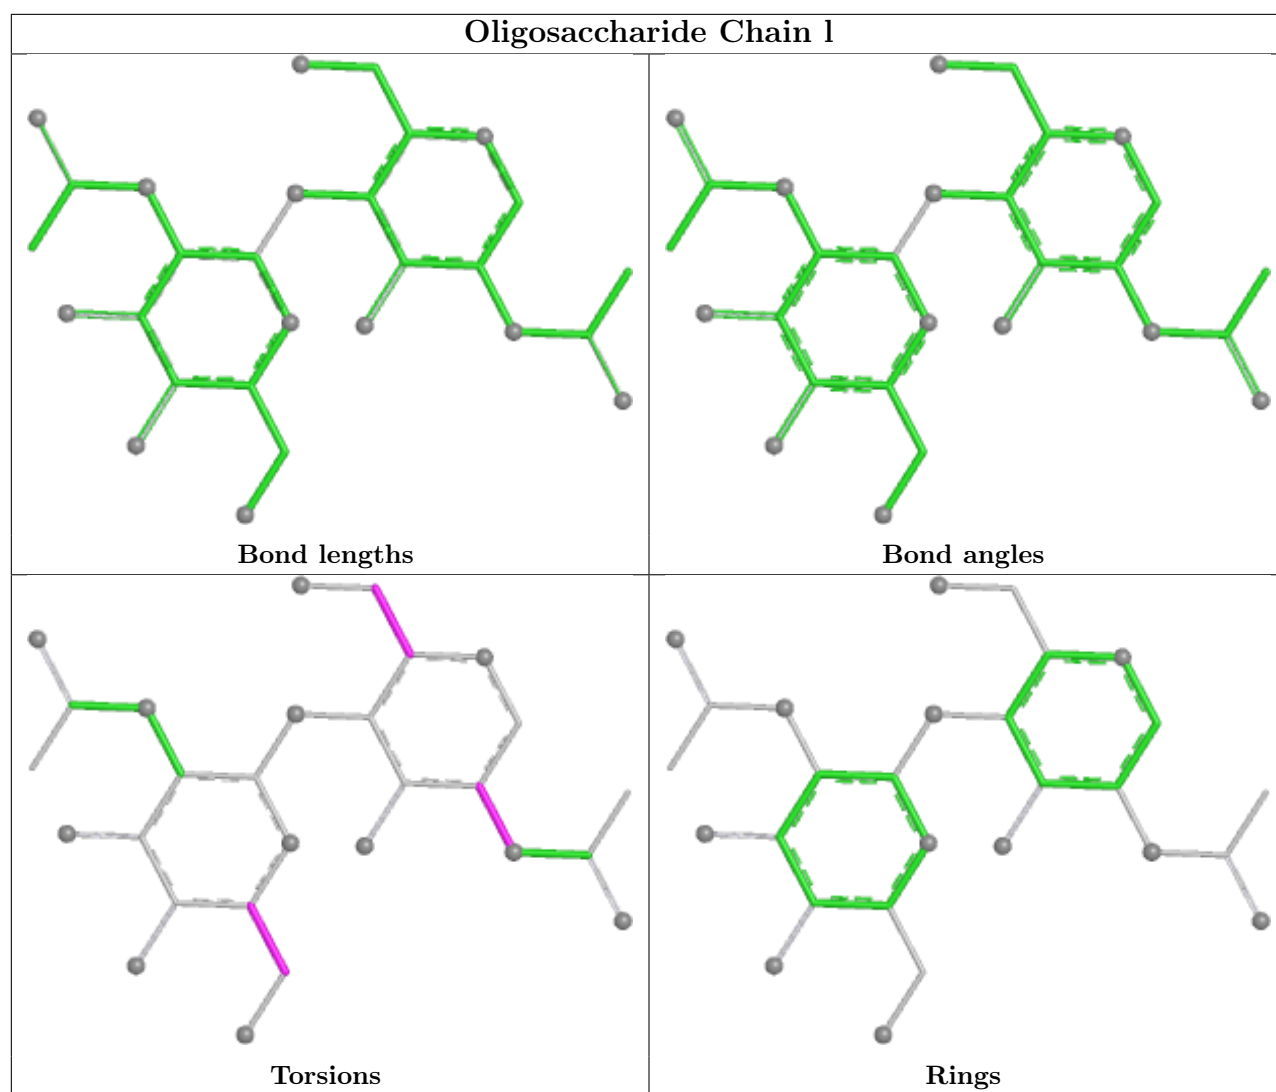 Oligosaccharide Chain l
Bond lengths
Bond angles
Torsions
Rings